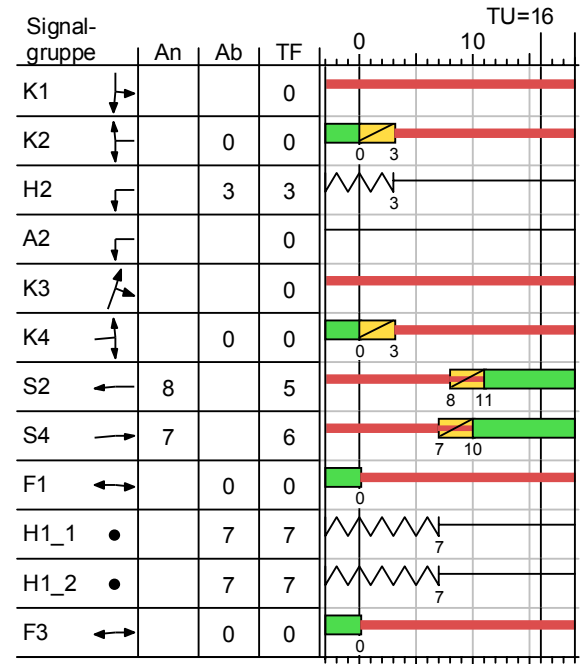 TU=16
Signal-
gruppe An Ab TF 0 10
K1 0
K2 0 0 0 3
H2 3 3 3
A2 0
K3 0
K4 0 0 0 3
S2 8 5 8 11
S4 7 6 7 10
F1 0 0 0
H1_1 7 7 7
H1_2 7 7 7
F3 0 0 0